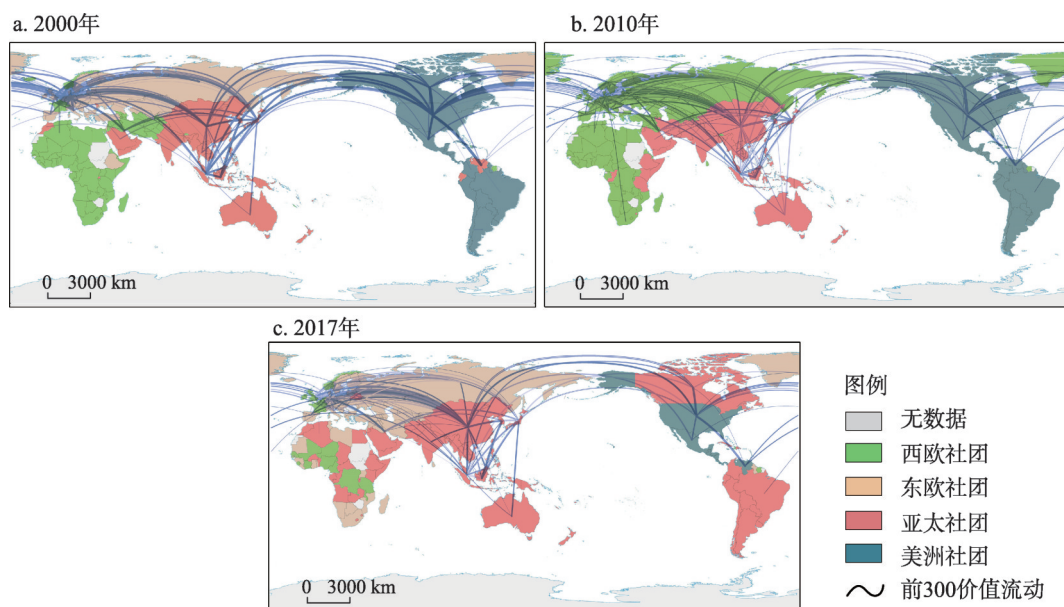 a. 2000年
b. 2010年
0 3000 km
0 3000 km
c. 2017年
0 3000 km
图例
无数据
西欧社团
东欧社团
亚太社团
美洲社团
前300价值流动